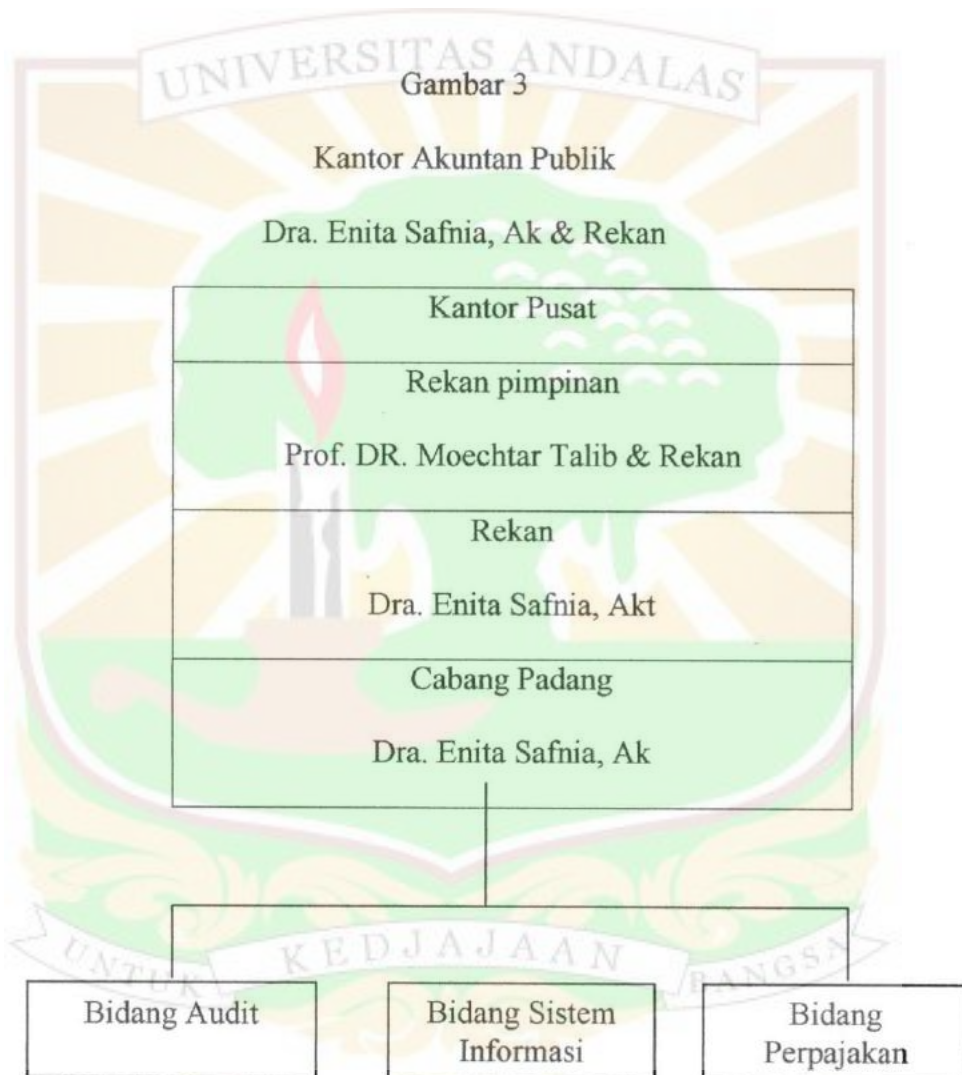 UNIVERSITAS ANDALAS
Gambar 3
Kantor Akuntan Publik
Dra. Enita Safnia, Ak & Rekan
Kantor Pusat
Rekan pimpinan
Prof. DR. Moechtar Talib & Rekan
Rekan
Dra. Enita Safnia, Akt
Cabang Padang
Dra. Enita Safnia, Ak
UNTUK KEDJAJAAN BANGSA
Bidang Audit
Bidang Sistem
Informasi
Bidang
Perpajakan